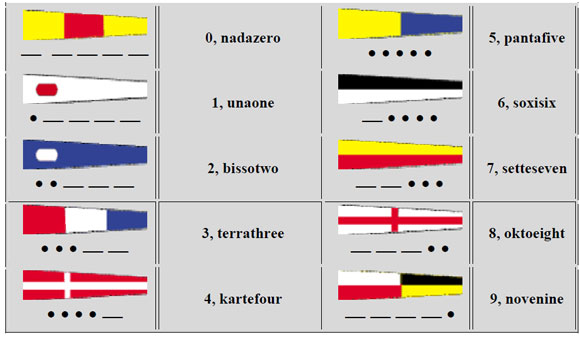 0, nadazero
1, unaone
2, bissotwo
3, terrathree
4, kartefour
5, pantafive
6, soxisix
7, setteseven
8, oktoeight
9, novenine